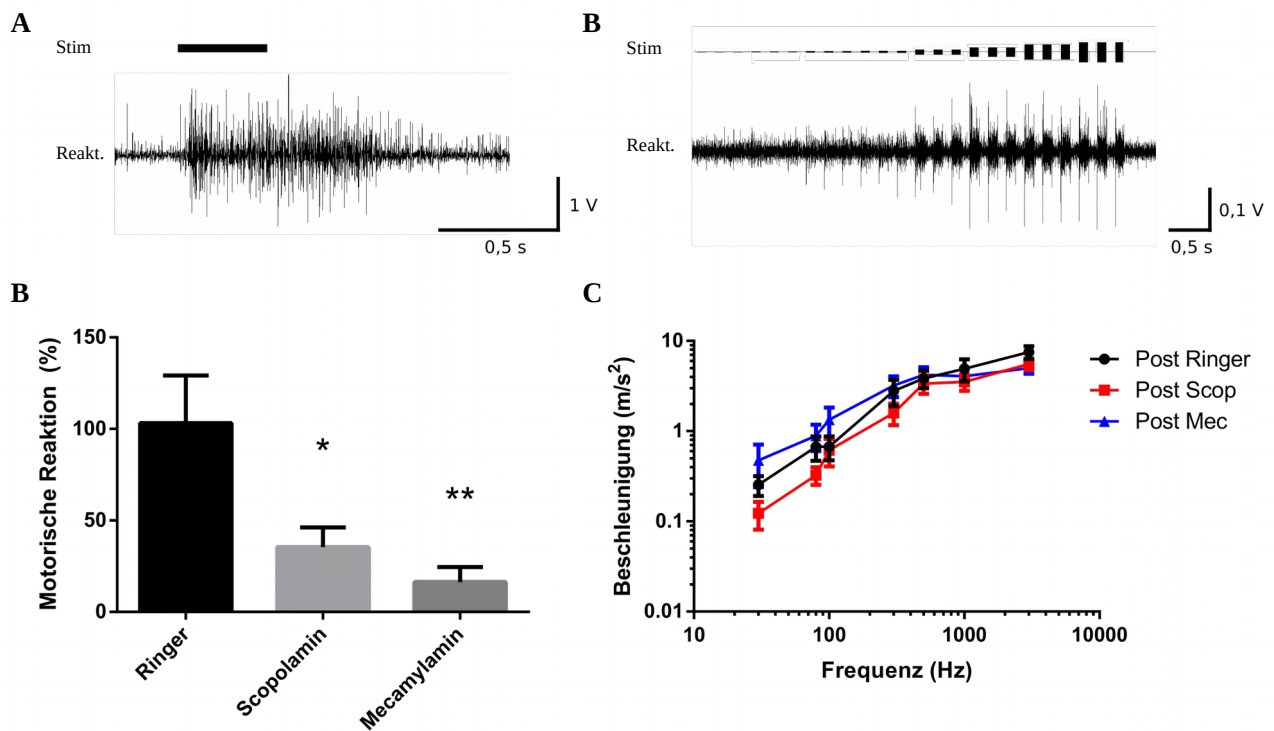 A
Stim
Reakt.
1 V
0,5 s
B
Stim
Reakt.
0,1 V
0,5 s
B
Motorische Reaktion (%)
150
100
50
0
*
**
Ringer
Scopolamin
Mecamylamin
C
Beschleunigung (m/s²)
10
1
0.1
0.01
10
100
1000
10000
Frequenz (Hz)
Post Ringer
Post Scop
Post Mec